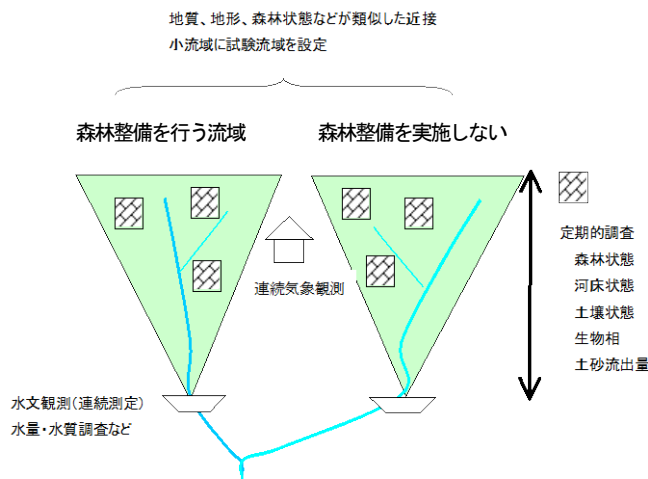 地質、地形、森林状態などが類似した近接
小流域に試験流域を設定
森林整備を行う流域
森林整備を実施しない
連続気象観測
定期的調査
森林状態
河床状態
土壌状態
生物相
土砂流出量
水文観測(連続測定)
水量・水質調査など